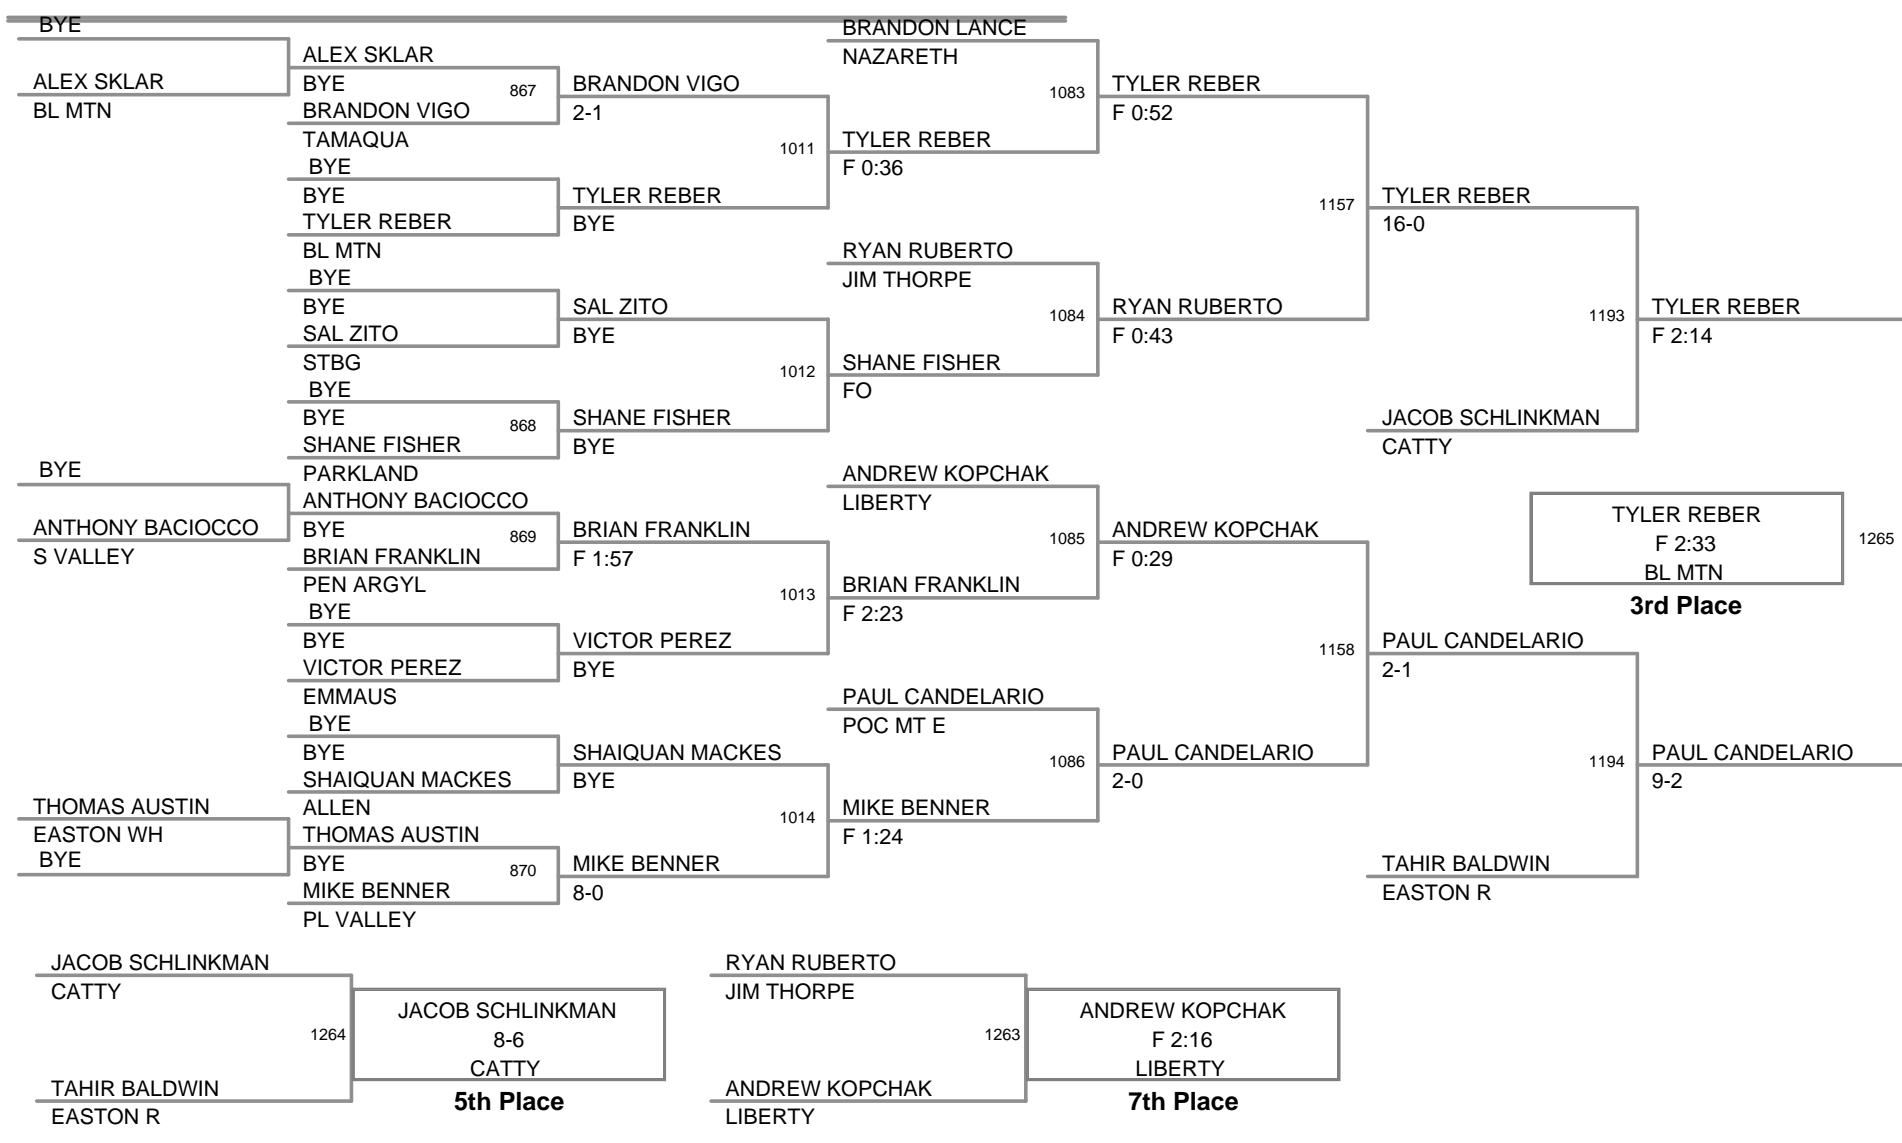 BYE
ALEX SKLAR
BL MTN
BYE
ANTHONY BACIOCCO
S VALLEY
THOMAS AUSTIN
EASTON WH
BYE
ALEX SKLAR
BYE
867
BRANDON VIGO
TAMAQUA
BYE
BYE
TYLER REBER
BL MTN
BYE
BYE
SAL ZITO
STBG
BYE
BYE
868
SHANE FISHER
PARKLAND
ANTHONY BACIOCCO
BYE
869
BRIAN FRANKLIN
PEN ARGYL
BYE
BYE
VICTOR PEREZ
EMMAUS
BYE
BYE
SHAIQUAN MACKES
ALLEN
THOMAS AUSTIN
BYE
870
MIKE BENNER
PL VALLEY
BRANDON VIGO
2-1
1011
TYLER REBER
BYE
SAL ZITO
BYE
1012
SHANE FISHER
BYE
BRIAN FRANKLIN
F 1:57
1013
VICTOR PEREZ
BYE
SHAIQUAN MACKES
BYE
1014
MIKE BENNER
8-0
BRANDON LANCE
NAZARETH
1083
TYLER REBER
F 0:36
RYAN RUBERTO
JIM THORPE
1084
SHANE FISHER
FO
ANDREW KOPCHAK
LIBERTY
1085
BRIAN FRANKLIN
F 2:23
PAUL CANDELARIO
POC MT E
1086
MIKE BENNER
F 1:24
TYLER REBER
F 0:52
1157
RYAN RUBERTO
F 0:43
ANDREW KOPCHAK
F 0:29
1158
PAUL CANDELARIO
2-0
TYLER REBER
16-0
1193
JACOB SCHLINKMAN
CATTY
PAUL CANDELARIO
2-1
1194
TAHIR BALDWIN
EASTON R
TYLER REBER
F 2:14
TYLER REBER
F 2:33
BL MTN
1265
3rd Place
PAUL CANDELARIO
9-2
JACOB SCHLINKMAN
CATTY
1264
TAHIR BALDWIN
EASTON R
JACOB SCHLINKMAN
8-6
CATTY
5th Place
RYAN RUBERTO
JIM THORPE
1263
ANDREW KOPCHAK
LIBERTY
ANDREW KOPCHAK
F 2:16
LIBERTY
7th Place